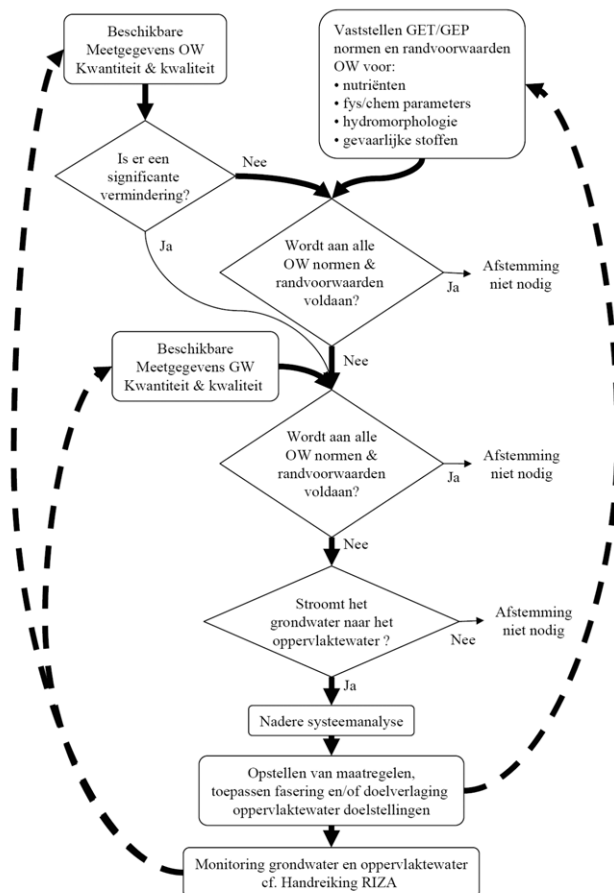 Beschikbare
Meetgegevens OW
Kwantiteit & kwaliteit
Vaststellen GET/GEP
normen en randvoorwaarden
OW voor:
• nutriënten
• fys/chem parameters
• hydromorphologie
• gevaarlijke stoffen
Is er een
significante
vermindering?
Nee
Ja
Wordt aan alle
OW normen &
randvoorwaarden
voldaan?
Ja
Afstemming
niet nodig
Nee
Beschikbare
Meetgegevens GW
Kwantiteit & kwaliteit
Wordt aan alle
OW normen &
randvoorwaarden
voldaan?
Ja
Afstemming
niet nodig
Nee
Stroomt het
grondwater naar het
oppervlaktewater ?
Nee
Afstemming
niet nodig
Ja
Nadere systeemanalyse
Opstellen van maatregelen,
toepassen fasering en/of doelverlaging
oppervlaktewater doelstellingen
Monitoring grondwater en oppervlaktewater
cf. Handreiking RIZA